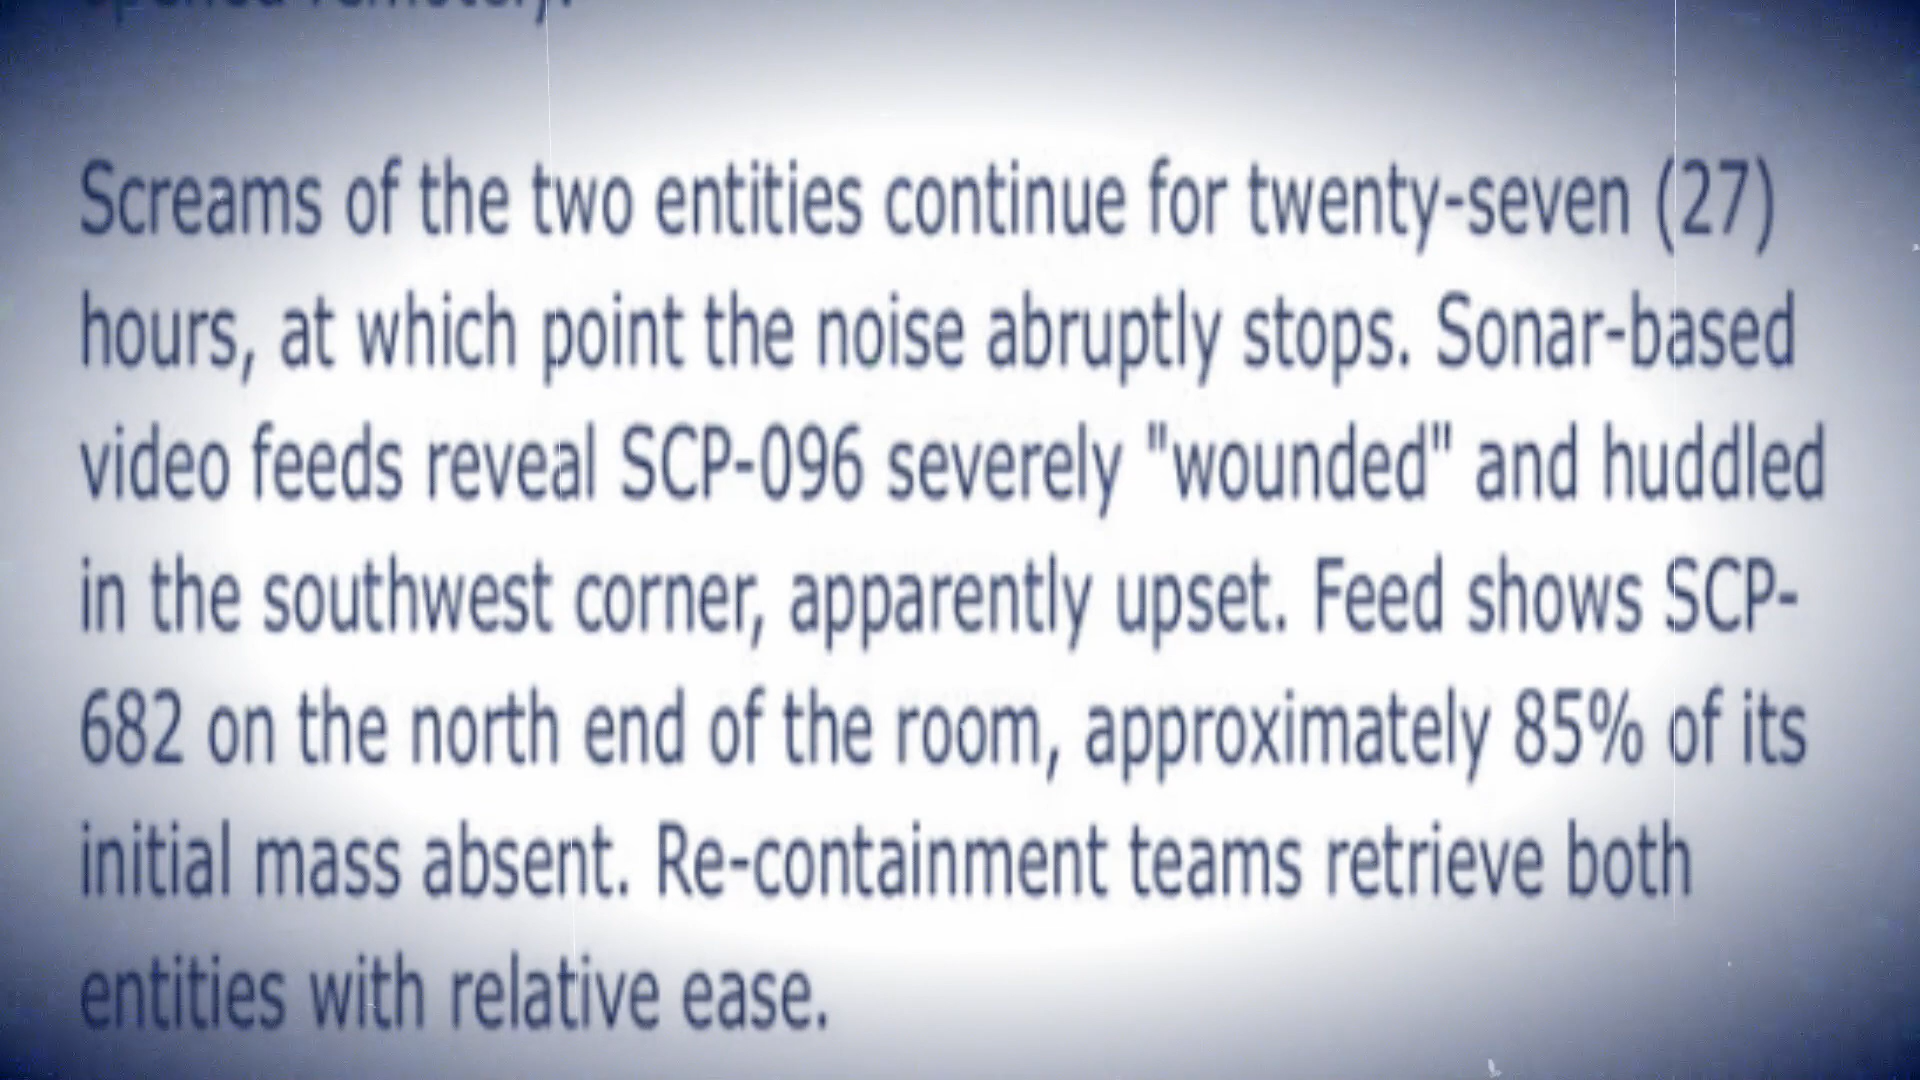 opened remotely.
Screams of the two entities continue for twenty-seven (27)
hours, at which point the noise abruptly stops. Sonar-based
video feeds reveal SCP-096 severely "wounded" and huddled
in the southwest corner, apparently upset. Feed shows SCP-
682 on the north end of the room, approximately 85% of its
initial mass absent. Re-containment teams retrieve both
entities with relative ease.